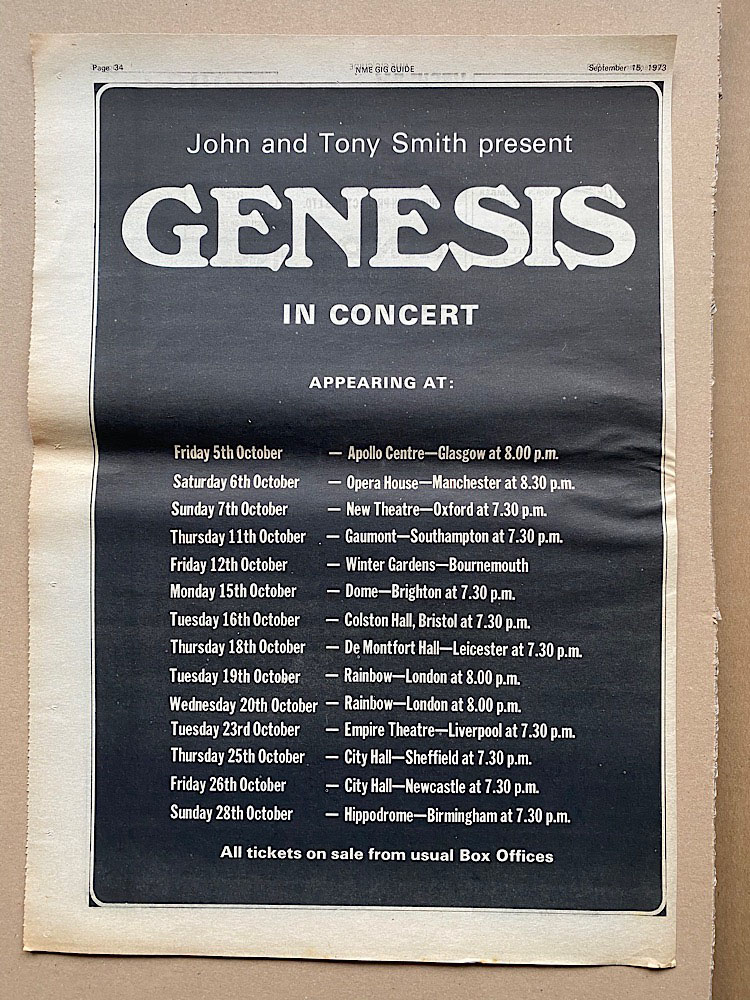 Page 34 NME GIG GUIDE September 15, 1973
John and Tony Smith present
GENESIS
IN CONCERT
APPEARING AT:
Friday 5th October — Apollo Centre—Glasgow at 8.00 p.m.
Saturday 6th October — Opera House—Manchester at 8.30 p.m.
Sunday 7th October — New Theatre—Oxford at 7.30 p.m.
Thursday 11th October — Gaumont—Southampton at 7.30 p.m.
Friday 12th October — Winter Gardens—Bournemouth
Monday 15th October — Dome—Brighton at 7.30 p.m.
Tuesday 16th October — Colston Hall, Bristol at 7.30 p.m.
Thursday 18th October — De Montfort Hall—Leicester at 7.30 p.m.
Tuesday 19th October — Rainbow—London at 8.00 p.m.
Wednesday 20th October — Rainbow—London at 8.00 p.m.
Tuesday 23rd October — Empire Theatre—Liverpool at 7.30 p.m.
Thursday 25th October — City Hall—Sheffield at 7.30 p.m.
Friday 26th October — City Hall—Newcastle at 7.30 p.m.
Sunday 28th October — Hippodrome—Birmingham at 7.30 p.m.
All tickets on sale from usual Box Offices